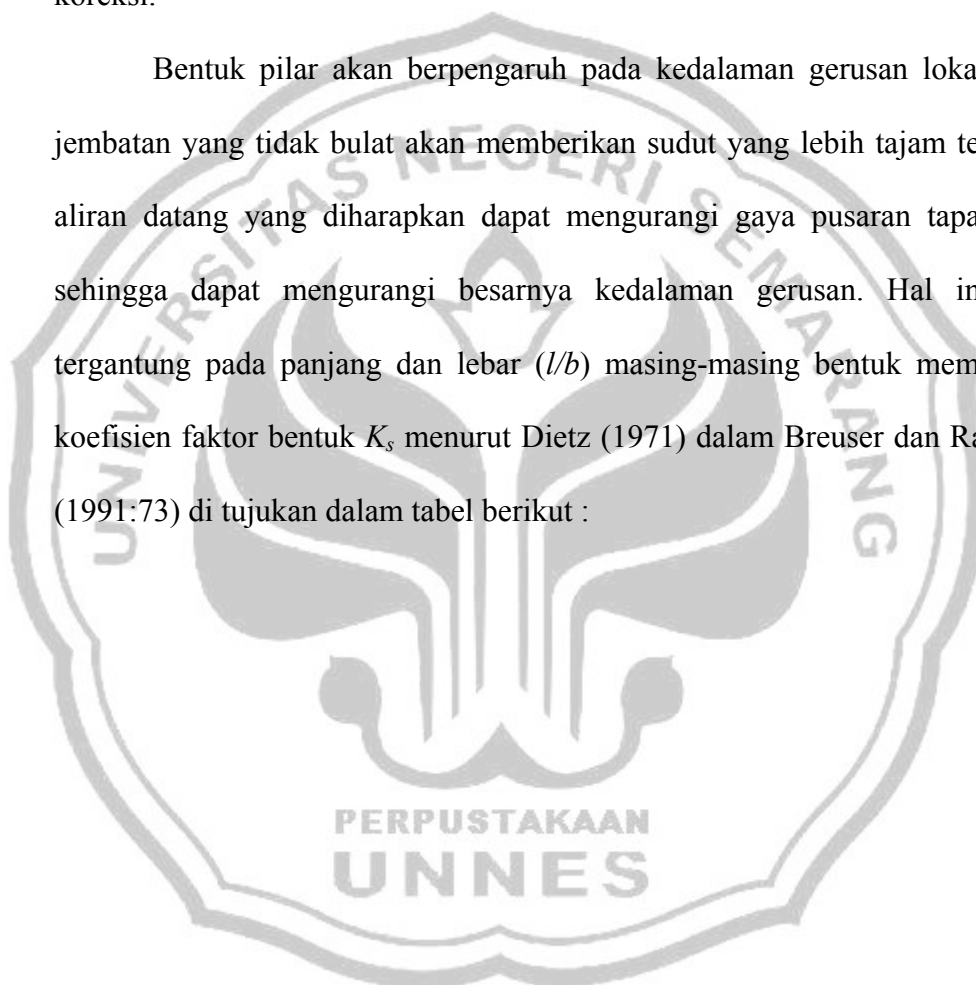 koreksi.
Bentuk pilar akan berpengaruh pada kedalaman gerusan loka
jembatan yang tidak bulat akan memberikan sudut yang lebih tajam te
aliran datang yang diharapkan dapat mengurangi gaya pusaran tapa
sehingga dapat mengurangi besarnya kedalaman gerusan. Hal in
tergantung pada panjang dan lebar (l/b) masing-masing bentuk mem
koefisien faktor bentuk Ks menurut Dietz (1971) dalam Breuser dan Ra
(1991:73) di tujukan dalam tabel berikut :
UNIVERSITAS NEGERI SEMARANG
PERPUSTAKAAN
UNNES